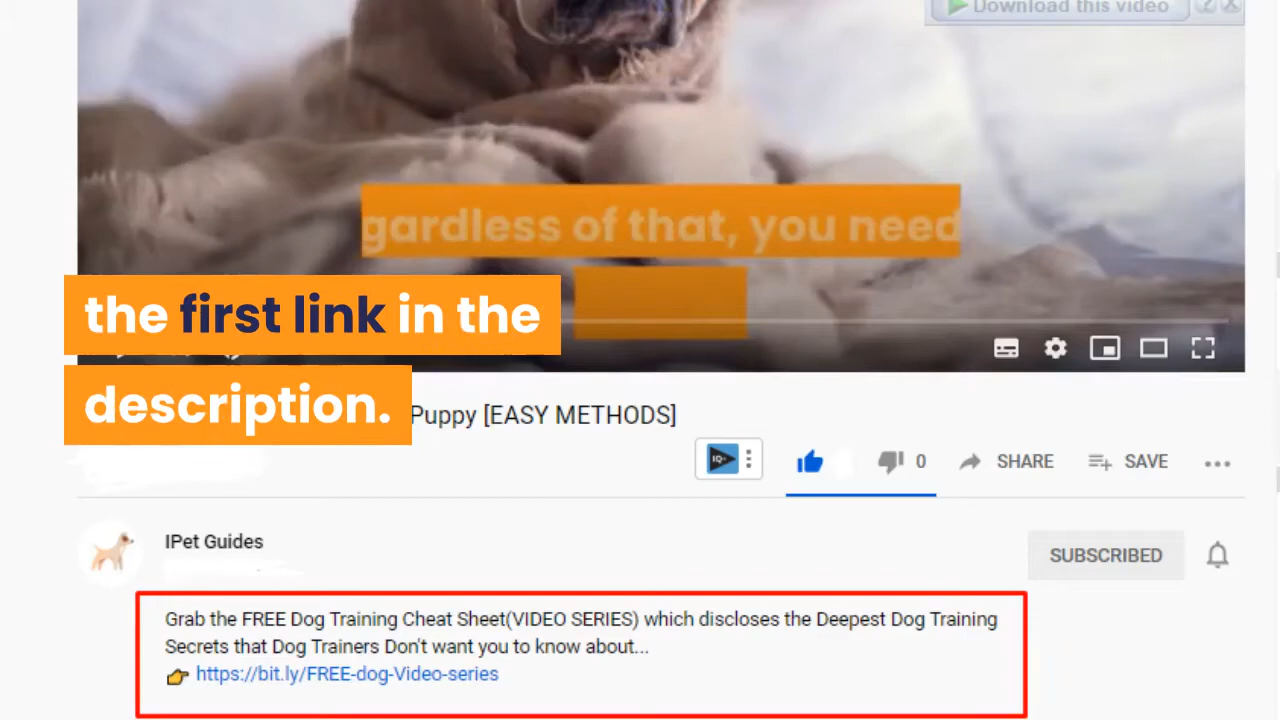 Download this video
gardless of that, you need
the first link in the
description.
Puppy [EASY METHODS]
IQ
0
SHARE
SAVE
IPet Guides
SUBSCRIBED
Grab the FREE Dog Training Cheat Sheet(VIDEO SERIES) which discloses the Deepest Dog Training
Secrets that Dog Trainers Don't want you to know about...
https://bit.ly/FREE-dog-Video-series